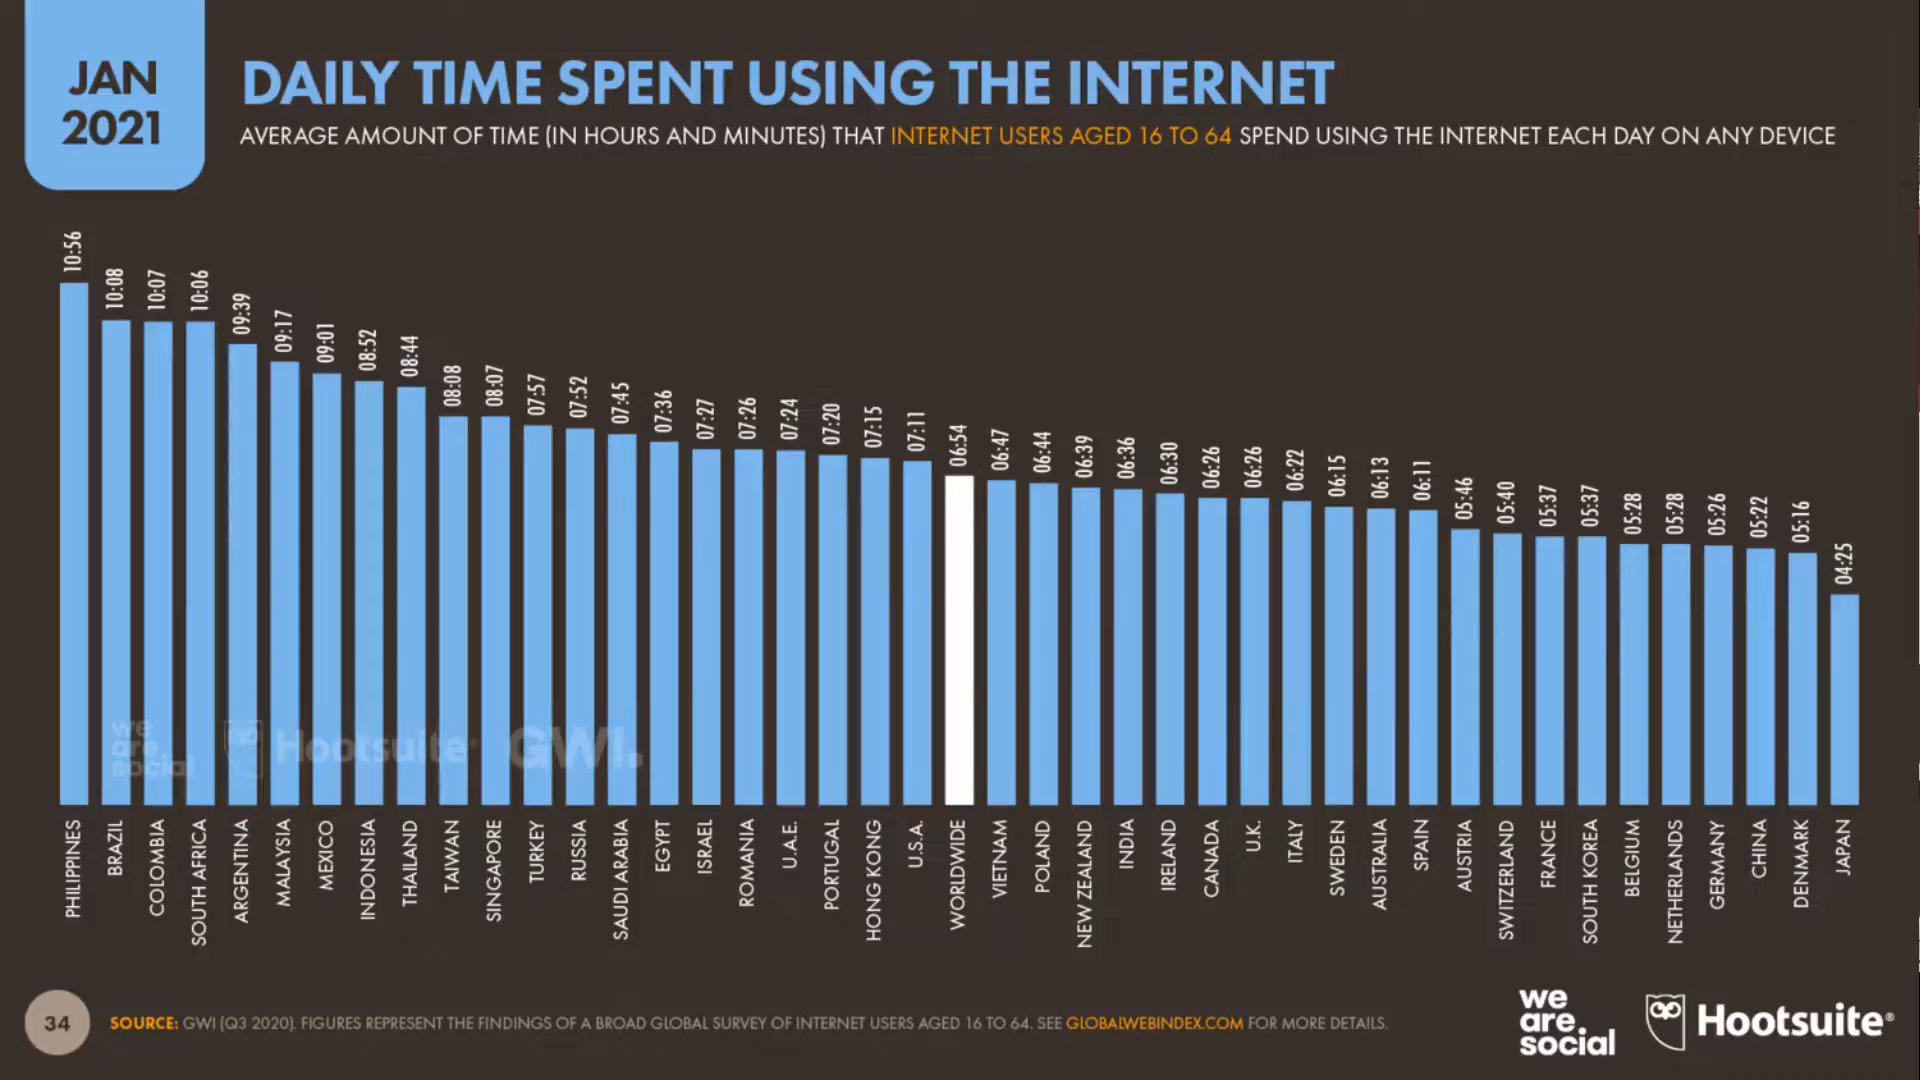 JAN
2021
DAILY TIME SPENT USING THE INTERNET
AVERAGE AMOUNT OF TIME (IN HOURS AND MINUTES) THAT INTERNET USERS AGED 16 TO 64 SPEND USING THE INTERNET EACH DAY ON ANY DEVICE
10:56
10:08
10:07
10:06
09:39
09:17
09:01
08:52
08:44
08:08
08:07
07:57
07:52
07:45
07:36
07:27
07:26
07:24
07:20
07:15
07:11
06:54
06:47
06:44
06:39
06:36
06:30
06:26
06:26
06:22
06:15
06:13
06:11
05:46
05:40
05:37
05:37
05:28
05:28
05:26
05:22
05:16
04:25
we
are
social
Hootsuite
GWI.
PHILIPPINES
BRAZIL
COLOMBIA
SOUTH AFRICA
ARGENTINA
MALAYSIA
MEXICO
INDONESIA
THAILAND
TAIWAN
SINGAPORE
TURKEY
RUSSIA
SAUDI ARABIA
EGYPT
ISRAEL
ROMANIA
U.A.E.
PORTUGAL
HONG KONG
U.S.A.
WORLDWIDE
VIETNAM
POLAND
NEW ZEALAND
INDIA
IRELAND
CANADA
U.K.
ITALY
SWEDEN
AUSTRALIA
SPAIN
AUSTRIA
SWITZERLAND
FRANCE
SOUTH KOREA
BELGIUM
NETHERLANDS
GERMANY
CHINA
DENMARK
JAPAN
34
SOURCE: GWI (Q3 2020). FIGURES REPRESENT THE FINDINGS OF A BROAD GLOBAL SURVEY OF INTERNET USERS AGED 16 TO 64. SEE GLOBALWEBINDEX.COM FOR MORE DETAILS.
we
are
social
Hootsuite®